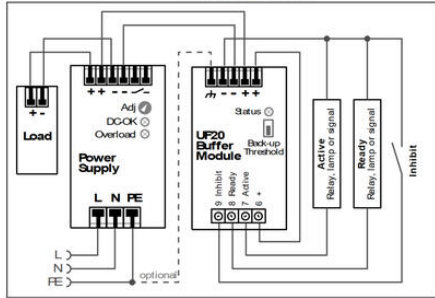 + + - - 
- - + +
+ -
Load
Adj
DC-OK
Overload
Power
Supply
L N PE
Status
UF20
Buffer
Module
Back-up
Threshold
9 Inhibit
8 Ready
7 Active
6 +
Active
Relay, lamp or signal
Ready
Relay, lamp or signal
Inhibit
L
N
PE
optional